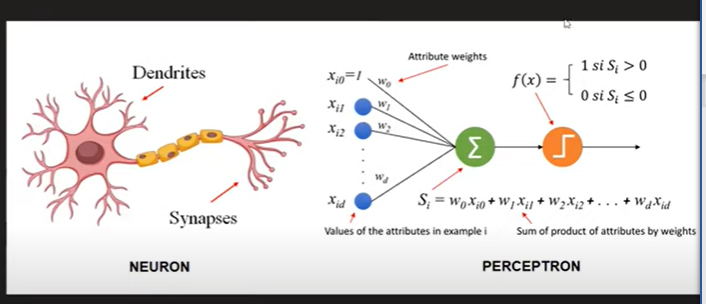 Dendrites
Synapses
NEURON
Attribute weights
x_{i0}=1
w_0
x_{i1}
w_1
x_{i2}
w_2
w_d
x_{id}
Σ
f(x) = { 1 si S_i > 0
0 si S_i ≤ 0
S_i = w_0x_{i0} + w_1x_{i1} + w_2x_{i2} + . . . + w_dx_{id}
Values of the attributes in example i
Sum of product of attributes by weights
PERCEPTRON